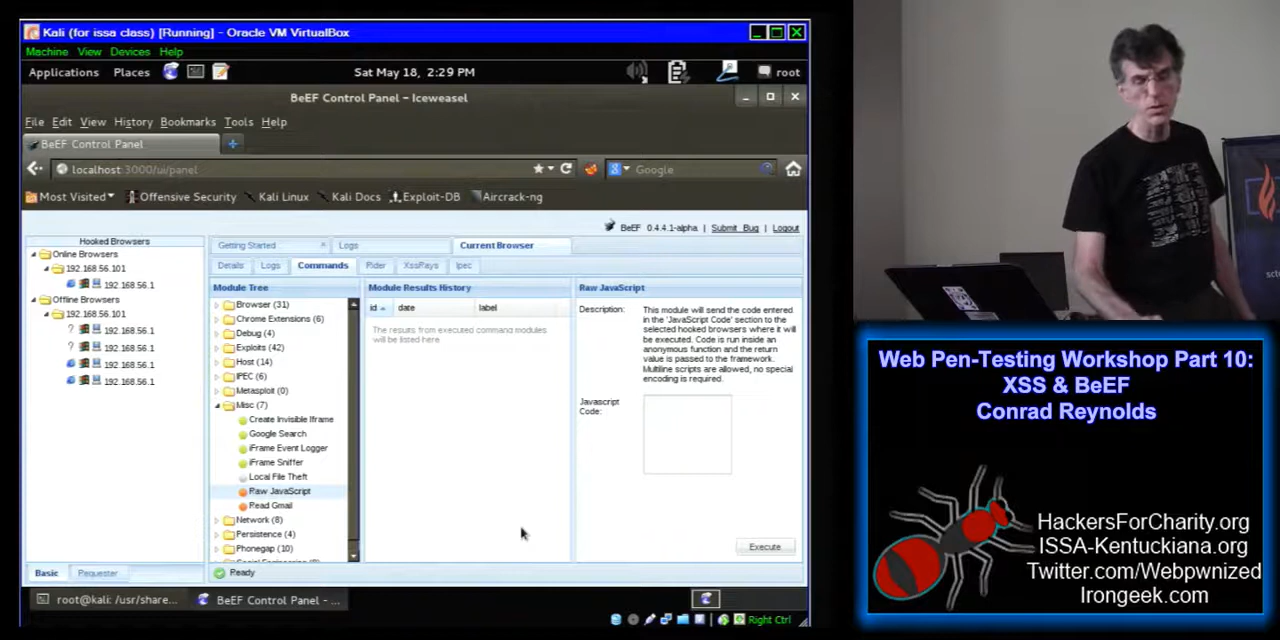 Kali (for issa class) [Running] - Oracle VM VirtualBox
Machine View Devices Help
Applications Places Sat May 18, 2:29 PM root
BeEF Control Panel - Iceweasel
File Edit View History Bookmarks Tools Help
BeEF Control Panel
localhost:3000/ui/panel Google
Most Visited Offensive Security Kali Linux Kali Docs Exploit-DB Aircrack-ng
BeEF 0.4.4.1-alpha | Submit Bug | Logout
Hooked Browsers
Online Browsers
192.168.56.101
192.168.56.1
Offline Browsers
192.168.56.101
? 192.168.56.1
? 192.168.56.1
192.168.56.1
192.168.56.1
Basic Requester
Getting Started Logs Current Browser
Details Logs Commands Rider XssRays Ipec
Module Tree
Browser (31)
Chrome Extensions (6)
Debug (4)
Exploits (42)
Host (14)
IPEC (6)
Metasploit (0)
Misc (7)
Create Invisible Iframe
Google Search
iFrame Event Logger
iFrame Sniffer
Local File Theft
Raw JavaScript
Read Gmail
Network (8)
Persistence (4)
Phonegap (10)
Module Results History
id date label
The results from executed command modules
will be listed here
Raw JavaScript
Description: This module will send the code entered
in the 'JavaScript Code' section to the
selected hooked browsers where it will
be executed. Code is run inside an
anonymous function and the return
value is passed to the framework.
Multiline scripts are allowed, no special
encoding is required.
Javascript
Code:
Execute
Ready
root@kali: /usr/share... BeEF Control Panel - ...
Right Ctrl
Web Pen-Testing Workshop Part 10:
XSS & BeEF
Conrad Reynolds
HackersForCharity.org
ISSA-Kentuckiana.org
Twitter.com/Webpwnized
Irongeek.com